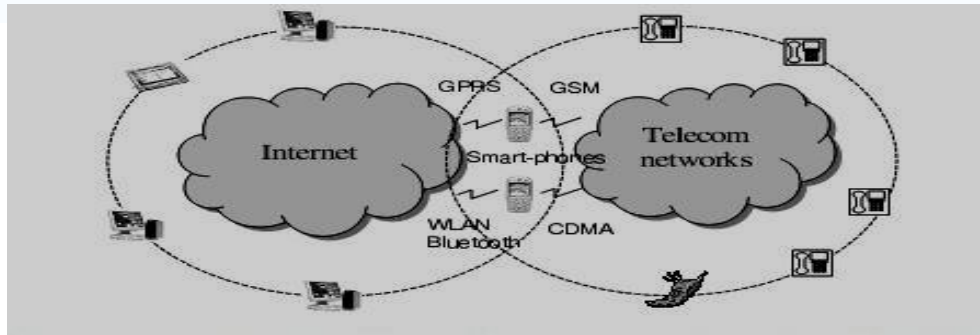 GPRS
GSM
Internet
Telecom
networks
Smart-phones
WLAN
Bluetooth
CDMA